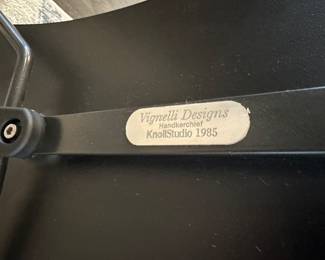 Vignelli Designs
Handkerchief
KnollStudio 1985